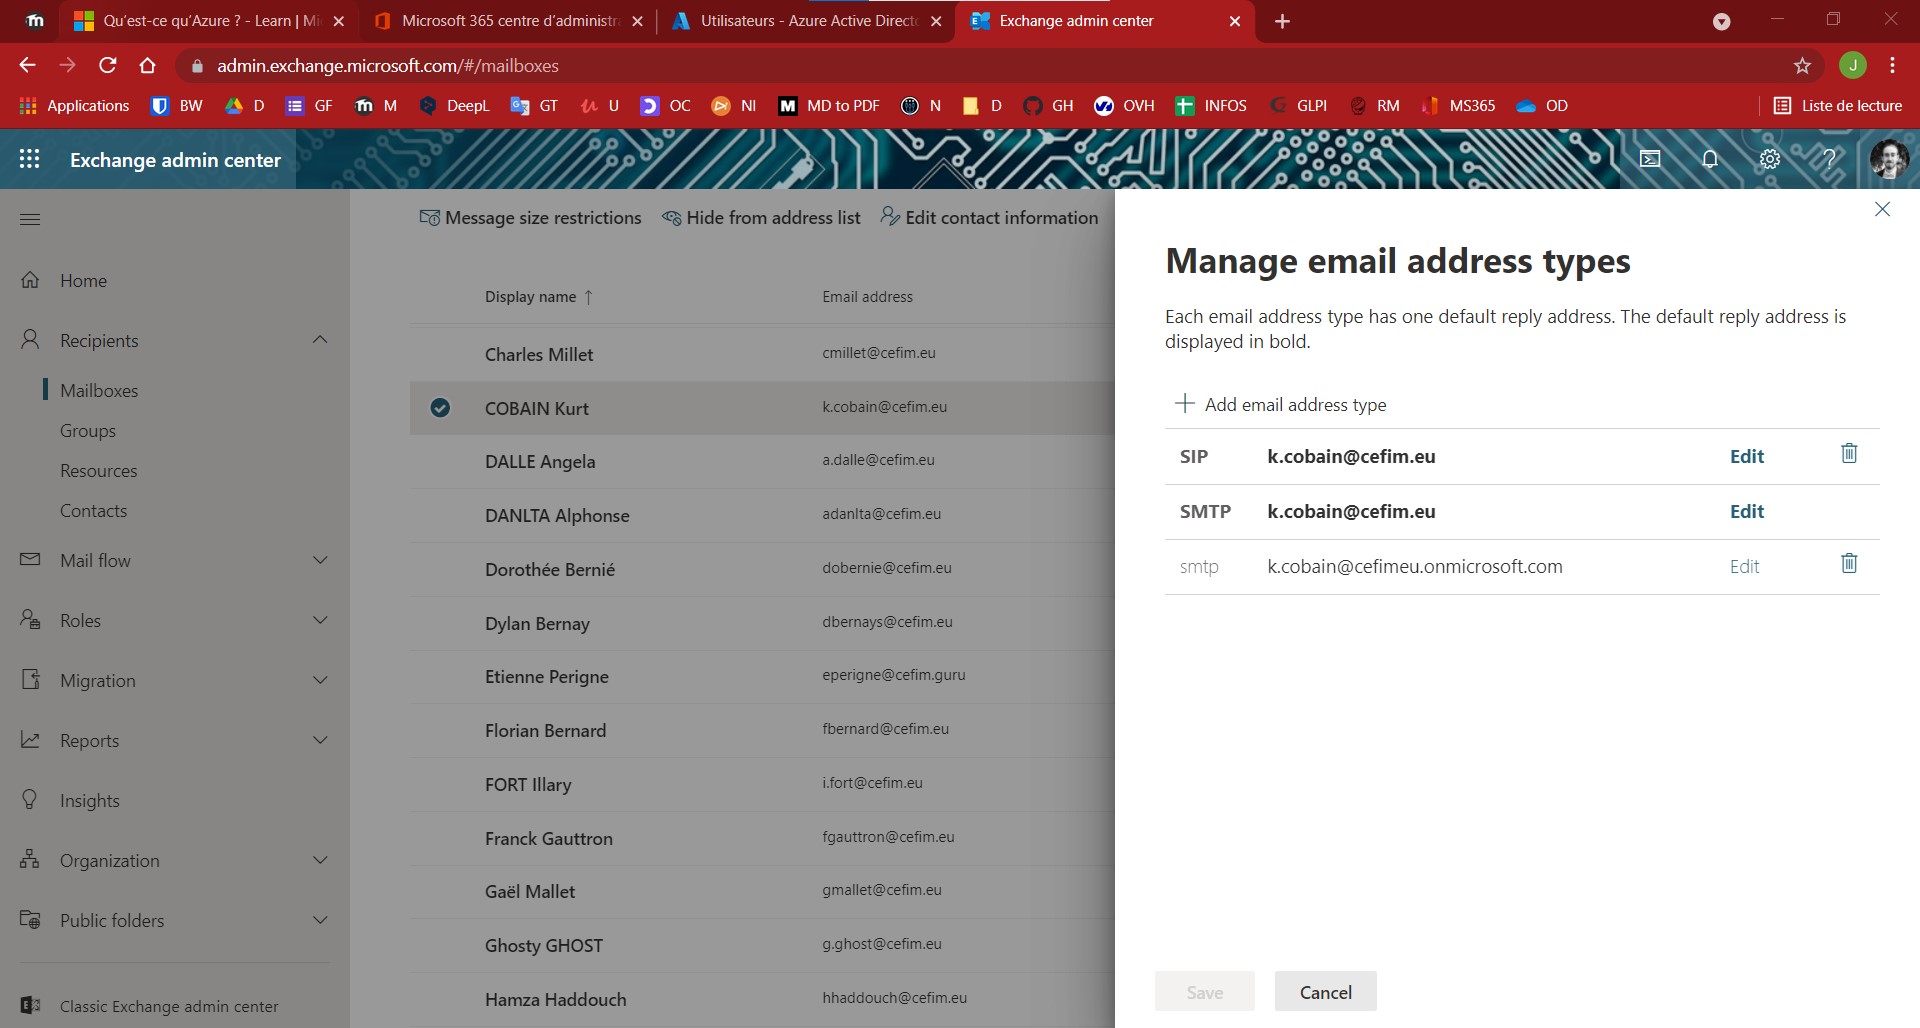 Qu'est-ce qu'Azure ? - Learn | Mi
Microsoft 365 centre d'administra
Utilisateurs - Azure Active Directo
Exchange admin center
admin.exchange.microsoft.com/#/mailboxes
J
Applications
BW
D
GF
M
DeepL
GT
U
OC
NI
MD to PDF
N
D
GH
OVH
INFOS
GLPI
RM
MS365
OD
Liste de lecture
Exchange admin center
Home
Recipients
Mailboxes
Groups
Resources
Contacts
Mail flow
Roles
Migration
Reports
Insights
Organization
Public folders
Classic Exchange admin center
Message size restrictions
Hide from address list
Edit contact information
Display name ↑
Email address
Charles Millet cmillet@cefim.eu
COBAIN Kurt k.cobain@cefim.eu
DALLE Angela a.dalle@cefim.eu
DANLTA Alphonse adanlta@cefim.eu
Dorothée Bernié dobernie@cefim.eu
Dylan Bernay dbernays@cefim.eu
Etienne Perigne eperigne@cefim.guru
Florian Bernard fbernard@cefim.eu
FORT Illary i.fort@cefim.eu
Franck Gauttron fgauttron@cefim.eu
Gaël Mallet gmallet@cefim.eu
Ghosty GHOST g.ghost@cefim.eu
Hamza Haddouch hhaddouch@cefim.eu
Manage email address types
Each email address type has one default reply address. The default reply address is
displayed in bold.
Add email address type
SIP k.cobain@cefim.eu Edit
SMTP k.cobain@cefim.eu Edit
smtp k.cobain@cefimeu.onmicrosoft.com Edit
Save
Cancel